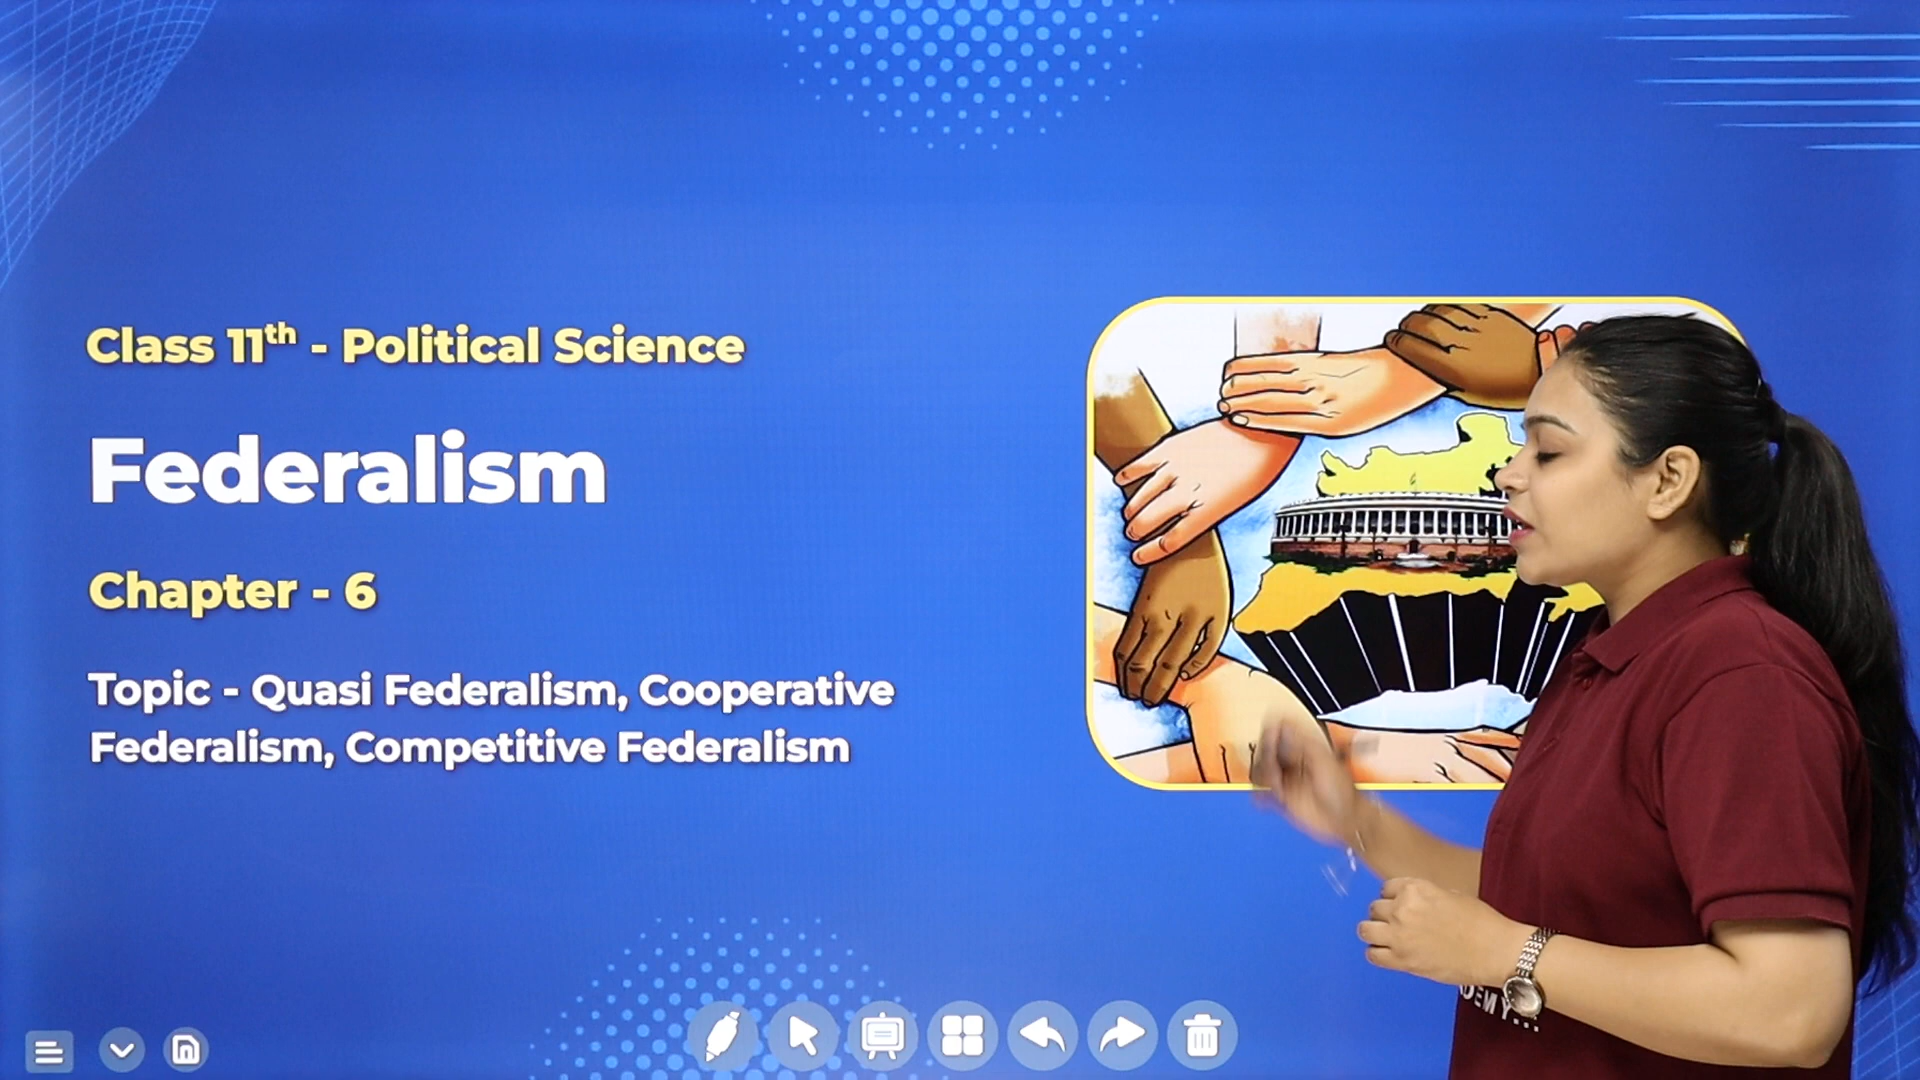 Class 11th - Political Science
Federalism
Chapter - 6
Topic - Quasi Federalism, Cooperative
Federalism, Competitive Federalism